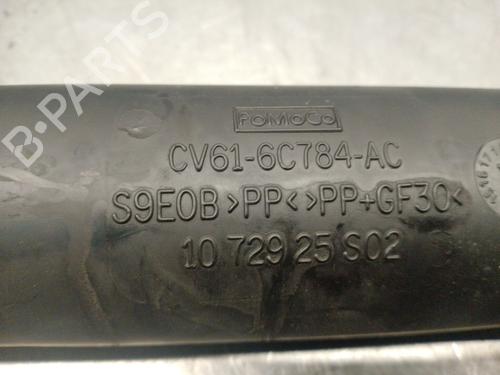 B-PARTS
FoMoCo
CV61-6C784-AC
S9E0B >PP< >PP+GF30<
10 729 25 S02